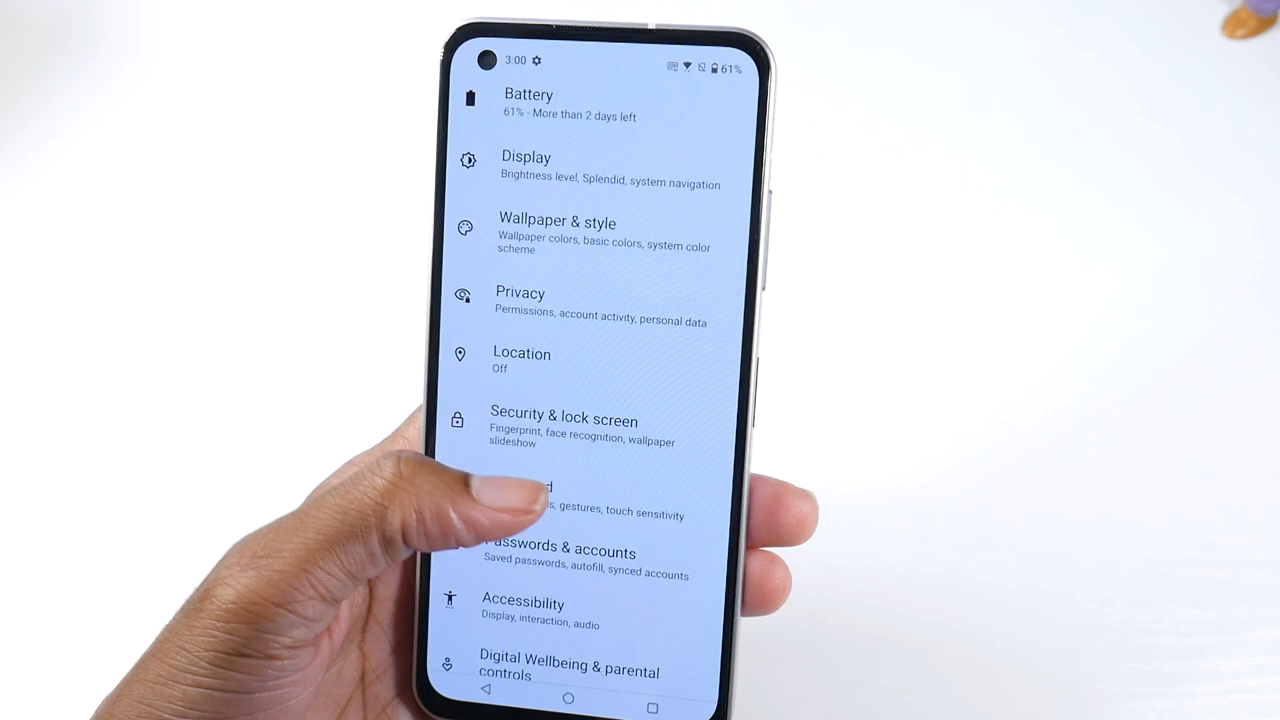 3:00 61%
Battery
61% - More than 2 days left
Display
Brightness level, Splendid, system navigation
Wallpaper & style
Wallpaper colors, basic colors, system color
scheme
Privacy
Permissions, account activity, personal data
Location
Off
Security & lock screen
Fingerprint, face recognition, wallpaper
slideshow
gestures, touch sensitivity
Passwords & accounts
Saved passwords, autofill, synced accounts
Accessibility
Display, interaction, audio
Digital Wellbeing & parental
controls